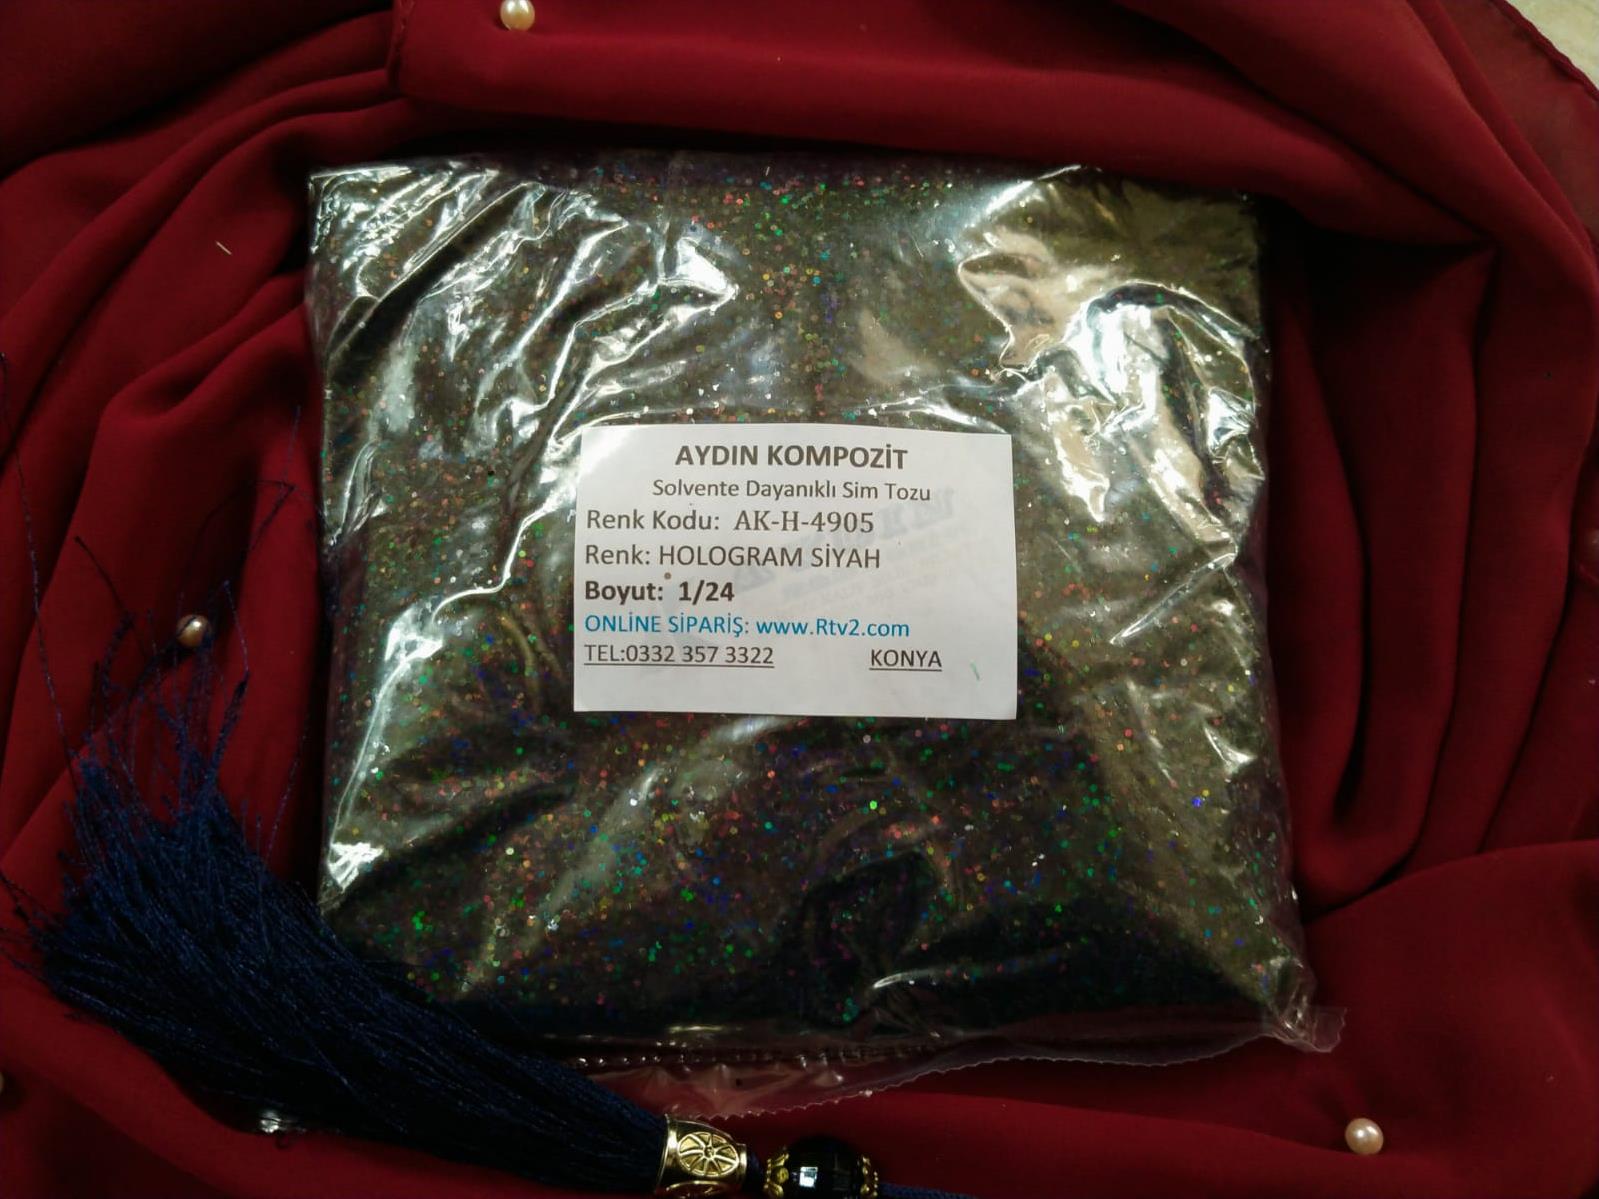 AYDIN KOMPOZİT
Solvente Dayanıklı Sim Tozu
Renk Kodu: AK-H-4905
Renk: HOLOGRAM SİYAH
Boyut: 1/24
ONLİNE SİPARİŞ: www.Rtv2.com
TEL:0332 357 3322 KONYA